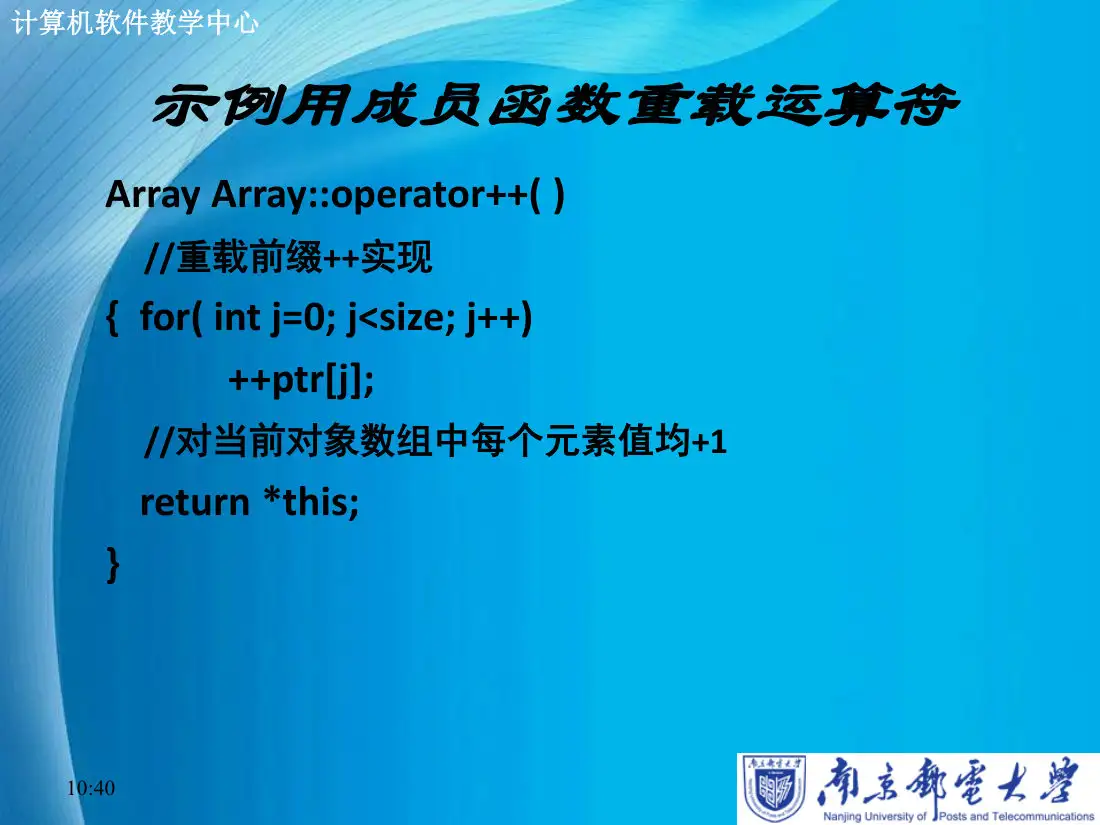 计算机软件教学中心
示例用成员函数重载运算符
Array Array::operator++( )
//重载前缀++实现
{ for( int j=0; j<size; j++)
++ptr[j];
//对当前对象数组中每个元素值均+1
return *this;
}
10:40
南京郵電大學
Nanjing University of Posts and Telecommunications